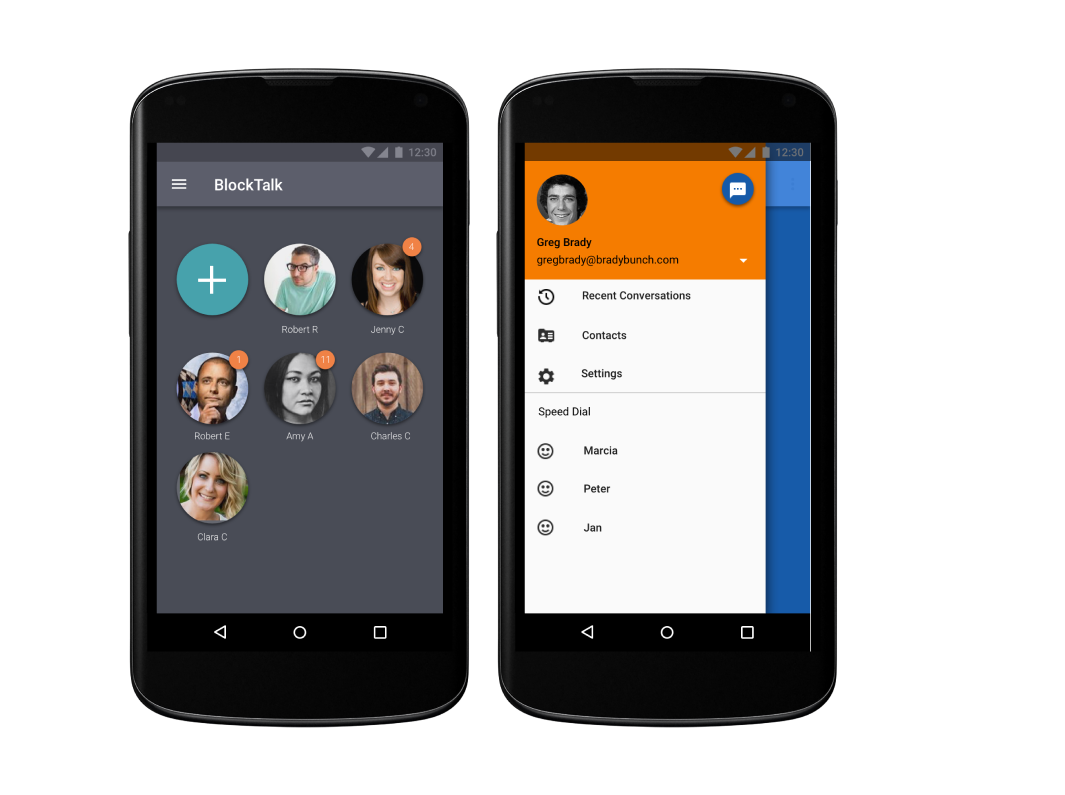 12:30
BlockTalk
4
Robert R
Jenny C
1
11
Robert E
Amy A
Charles C
Clara C
12:30
Greg Brady
gregbrady@bradybunch.com
Recent Conversations
Contacts
Settings
Speed Dial
Marcia
Peter
Jan